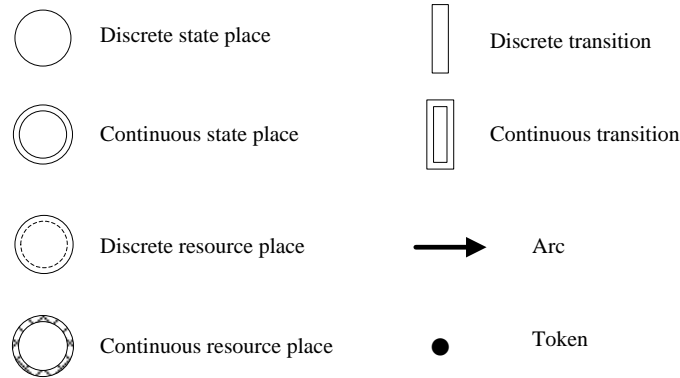 Discrete state place
Discrete transition
Continuous state place
Continuous transition
Discrete resource place
Arc
Continuous resource place
Token